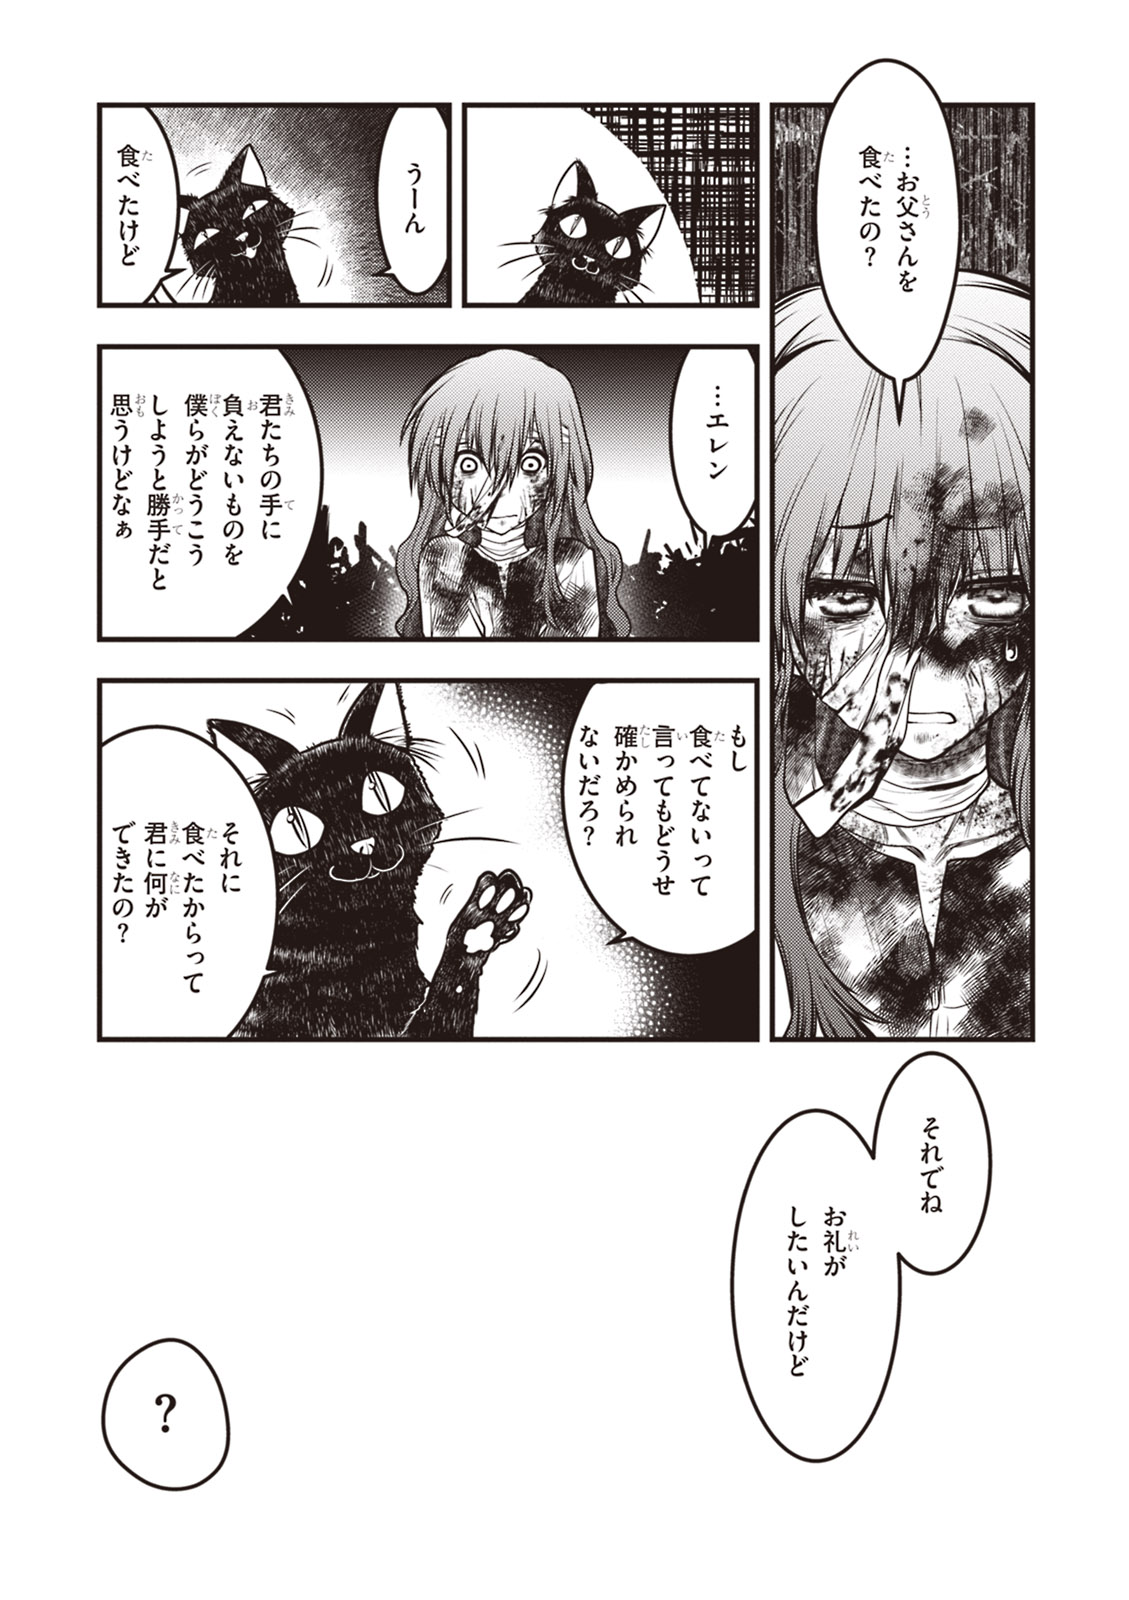 …お父さんを
食べたの？
うーん
食べたけど
…エレン
君たちの手に
負えないものを
僕らがどうこう
しようと勝手だと
思うけどなぁ
もし
食べてないって
言ってもどうせ
確かめられ
ないだろ？
それに
食べたからって
君に何が
できたの？
それでね
お礼が
したいんだけど
？